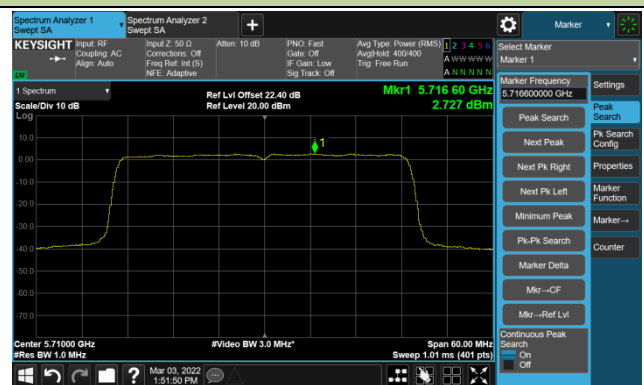 Spectrum Analyzer 1
Swept SA
Spectrum Analyzer 2
Swept SA
+
Marker
KEYSIGHT
Input: RF
Coupling: AC
Align: Auto
Input Z: 50 Ω
Corrections: Off
Freq Ref: Int (S)
NFE: Adaptive
Atten: 10 dB
PNO: Fast
Gate: Off
IF Gain: Low
Sig Track: Off
Avg Type: Power (RMS)
Avg|Hold: 400/400
Trig: Free Run
1 2 3 4 5 6
A W W W W W
A N N N N N
LV
Select Marker
Marker 1
1 Spectrum
Scale/Div 10 dB
Log
Ref Lvl Offset 22.40 dB
Ref Level 20.00 dBm
Mkr1 5.716 60 GHz
2.727 dBm
1
10.0
0.00
-10.0
-20.0
-30.0
-40.0
-50.0
-60.0
-70.0
Center 5.71000 GHz
#Res BW 1.0 MHz
#Video BW 3.0 MHz*
Span 60.00 MHz
Sweep 1.01 ms (401 pts)
Marker Frequency
5.716600000 GHz
Peak Search
Next Peak
Next Pk Right
Next Pk Left
Minimum Peak
Pk-Pk Search
Marker Delta
Mkr→CF
Mkr→Ref Lvl
Continuous Peak
Search
On
Off
Settings
Peak
Search
Pk Search
Config
Properties
Marker
Function
Marker→
Counter
?
Mar 03, 2022
1:51:50 PM